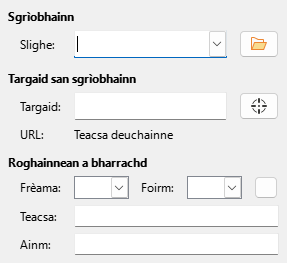 Sgrìobhainn
Slighe:
Targaid san sgrìobhainn
Targaid:
URL: Teacsa deuchainne
Roghainnean a bharrachd
Frèama: Foirm:
Teacsa:
Ainm: